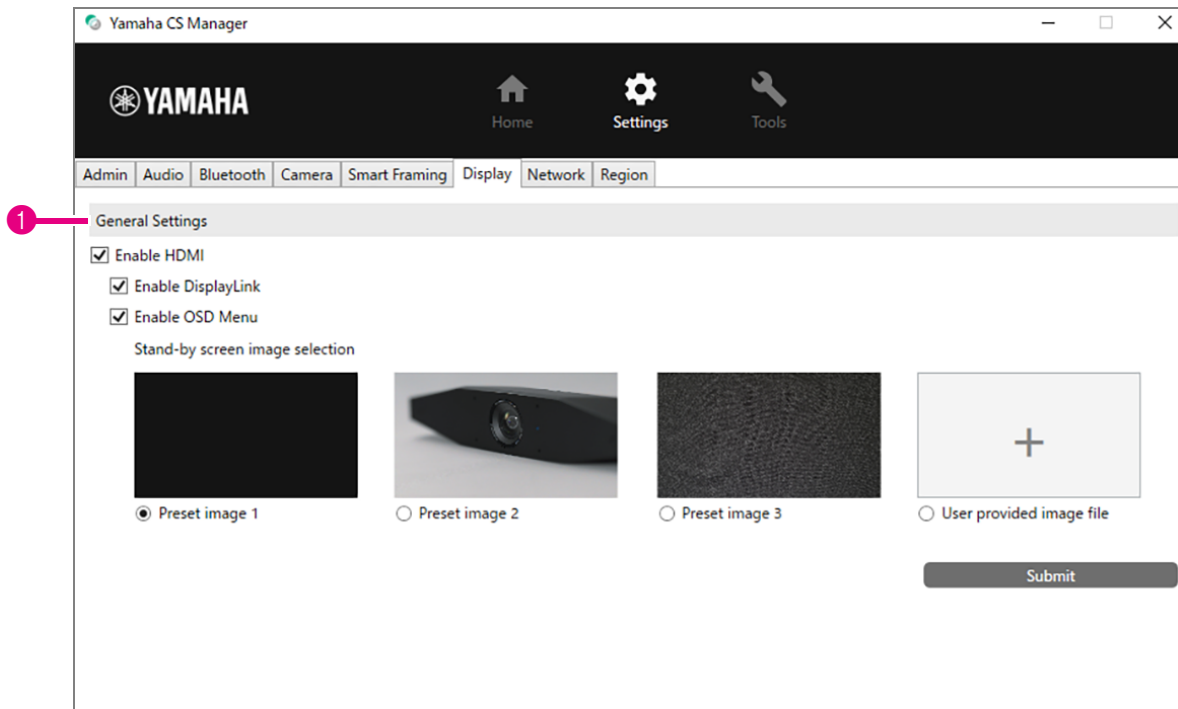 Yamaha CS Manager
YAMAHA
Home Settings Tools
Admin Audio Bluetooth Camera Smart Framing Display Network Region
1 General Settings
Enable HDMI
Enable DisplayLink
Enable OSD Menu
Stand-by screen image selection
Preset image 1 Preset image 2 Preset image 3 User provided image file
Submit